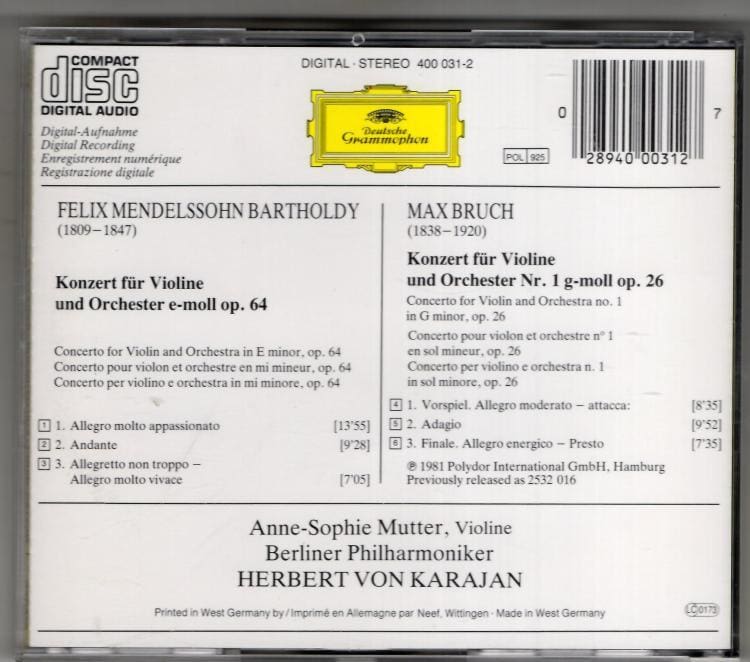 COMPACT
disc
DIGITAL AUDIO
DIGITAL · STEREO 400 031-2
Deutsche
Grammophon
POL 925
0 28940 00312 7
Digital-Aufnahme
Digital Recording
Enregistrement numérique
Registrazione digitale
FELIX MENDELSSOHN BARTHOLDY
(1809–1847)
Konzert für Violine
und Orchester e-moll op. 64
Concerto for Violin and Orchestra in E minor, op. 64
Concerto pour violon et orchestre en mi mineur, op. 64
Concerto per violino e orchestra in mi minore, op. 64
1 1. Allegro molto appassionato [13'55]
2 2. Andante [9'28]
3 3. Allegretto non troppo –
Allegro molto vivace [7'05]
MAX BRUCH
(1838–1920)
Konzert für Violine
und Orchester Nr. 1 g-moll op. 26
Concerto for Violin and Orchestra no. 1
in G minor, op. 26
Concerto pour violon et orchestre n° 1
en sol mineur, op. 26
Concerto per violino e orchestra n. 1
in sol minore, op. 26
4 1. Vorspiel. Allegro moderato – attacca: [8'35]
5 2. Adagio [9'52]
6 3. Finale. Allegro energico – Presto [7'35]
℗ 1981 Polydor International GmbH, Hamburg
Previously released as 2532 016
Anne-Sophie Mutter, Violine
Berliner Philharmoniker
HERBERT VON KARAJAN
Printed in West Germany by / Imprimé en Allemagne par Neef, Wittingen · Made in West Germany
LC 0173